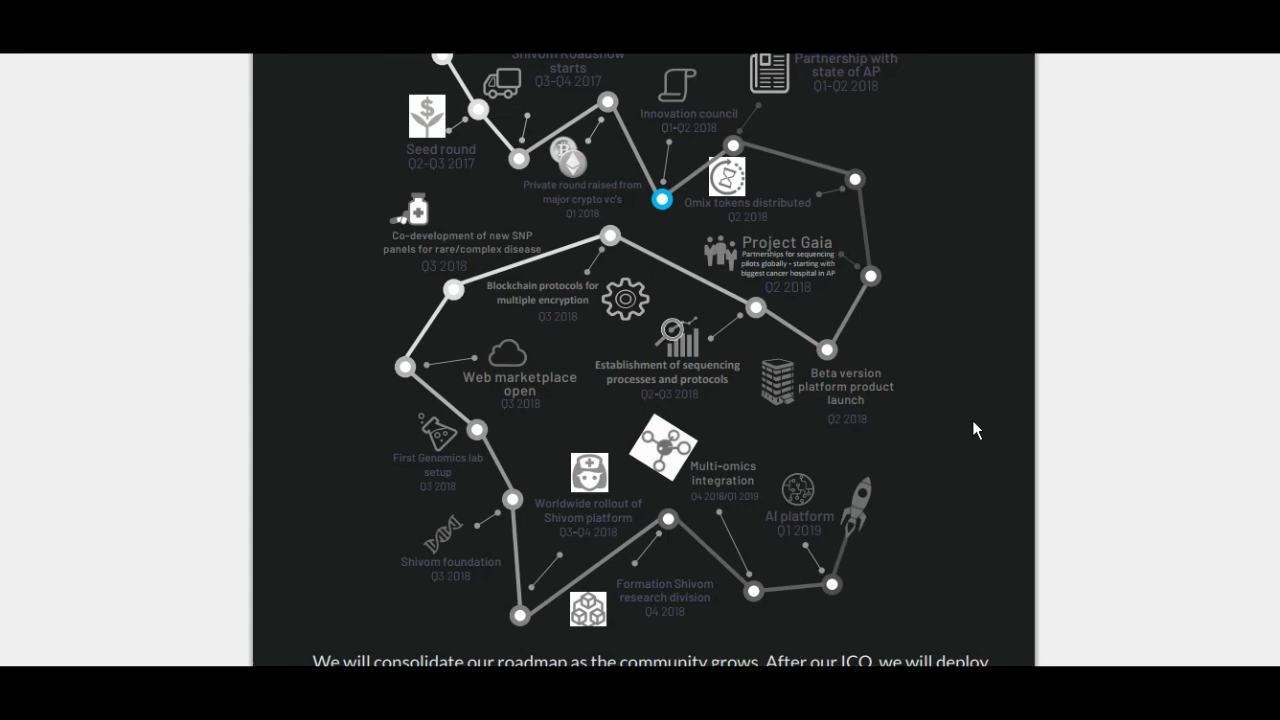 Shivom Roadshow
starts
Q3-Q4 2017
Partnership with
state of AP
Q1-Q2 2018
Seed round
Q2-Q3 2017
Innovation council
Q1-Q2 2018
Private round raised from
major crypto vc's
Q1 2018
Omix tokens distributed
Q2 2018
Co-development of new SNP
panels for rare/complex disease
Q3 2018
Project Gaia
Partnerships for sequencing
pilots globally - starting with
biggest cancer hospital in AP
Q2 2018
Blockchain protocols for
multiple encryption
Q3 2018
Establishment of sequencing
processes and protocols
Q2-Q3 2018
Web marketplace
open
Q3 2018
Beta version
platform product
launch
Q2 2018
First Genomics lab
setup
Q3 2018
Multi-omics
integration
Q4 2018/Q1 2019
Worldwide rollout of
Shivom platform
Q3-Q4 2018
AI platform
Q1 2019
Shivom foundation
Q3 2018
Formation Shivom
research division
Q4 2018
We will consolidate our roadmap as the community grows. After our ICO, we will deploy